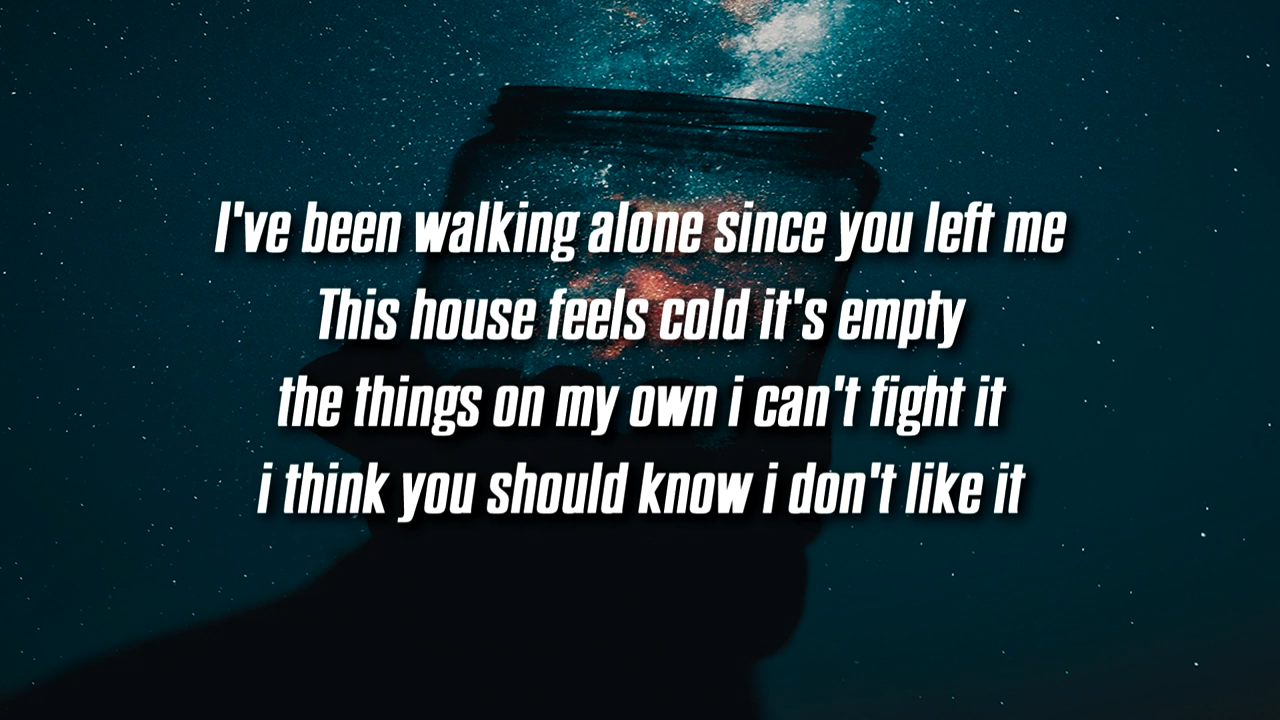 I've been walking alone since you left me
This house feels cold it's empty
the things on my own i can't fight it
i think you should know i don't like it